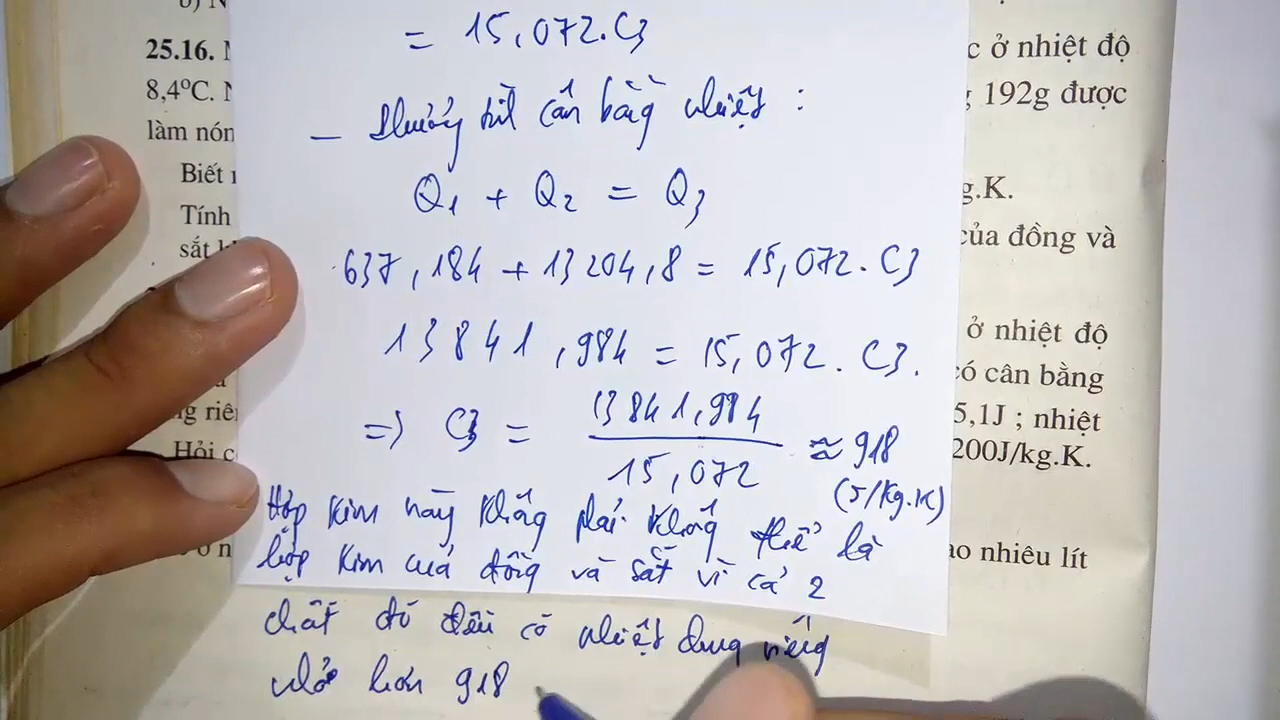 b) N
= 15,072.C3
25.16. N c ở nhiệt độ
8,4°C. N g 192g được
- Phương trình cân bằng nhiệt :
làm nón
Biết r g.K.
Q1 + Q2 = Q3
Tính của đồng và
sắt k
637,184 + 13204,8 = 15,072.C3
ở nhiệt độ
13841,984 = 15,072.C3.
có cân bằng
ng riê 5,1J ; nhiệt
=> C3 = 13841,984 / 15,072 ≈ 918
Hỏi c 200J/kg.K.
(J/kg.K)
Hợp kim này không phải không thể là
hợp kim của đồng và sắt vì cả 2
ao nhiêu lít
chất đó đều có nhiệt dung riêng
nhỏ hơn 918